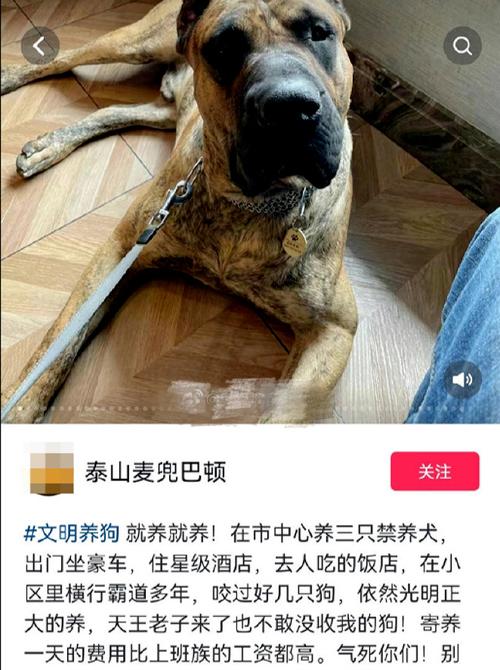 泰山麦兜巴顿
关注
#文明养狗 就养就养！在市中心养三只禁养犬，
出门坐豪车，住星级酒店，去人吃的饭店，在小
区里横行霸道多年，咬过好几只狗，依然光明正
大的养，天王老子来了也不敢没收我的狗！寄养
一天的费用比上班族的工资都高。气死你们！别